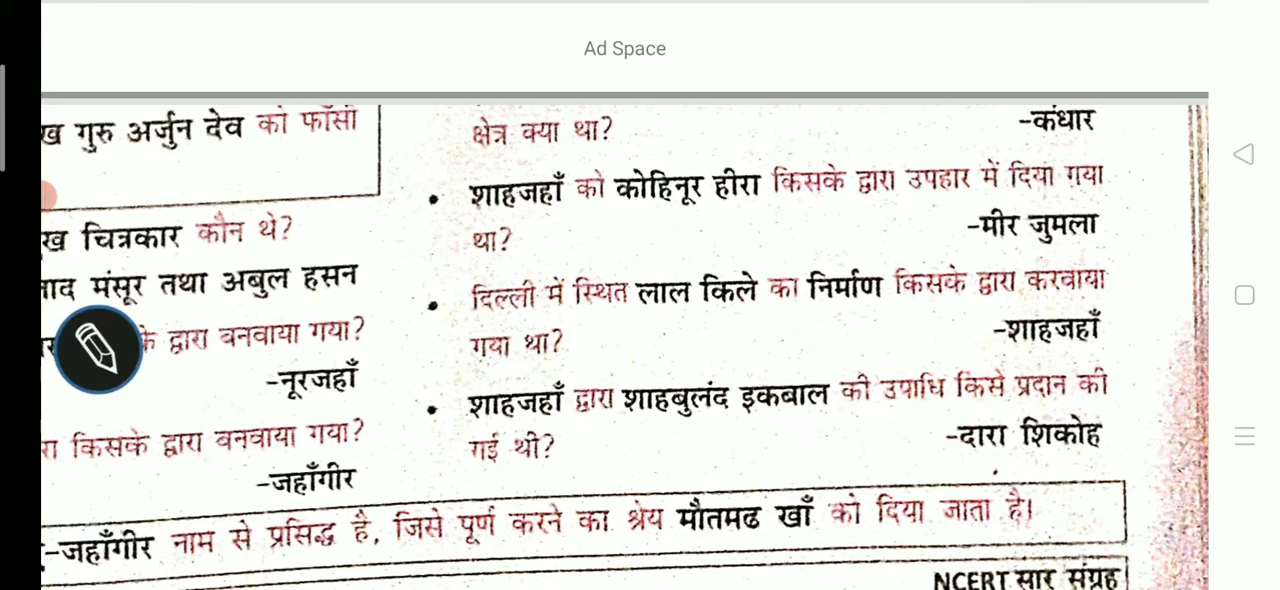 Ad Space
ख गुरु अर्जुन देव को फाँसी
ख चित्रकार कौन थे?
मंसूर तथा अबुल हसन
के द्वारा बनवाया गया?
-नूरजहाँ
किसके द्वारा बनवाया गया?
-जहाँगीर
क्षेत्र क्या था?
-कंधार
• शाहजहाँ को कोहिनूर हीरा किसके द्वारा उपहार में दिया गया
था?
-मीर जुमला
• दिल्ली में स्थित लाल किले का निर्माण किसके द्वारा करवाया
गया था?
-शाहजहाँ
• शाहजहाँ द्वारा शाहबुलंद इकबाल की उपाधि किसे प्रदान की
गई थी?
-दारा शिकोह
-जहाँगीर नाम से प्रसिद्ध है, जिसे पूर्ण करने का श्रेय मौतमढ खाँ को दिया जाता है।
NCERT सार संग्रह